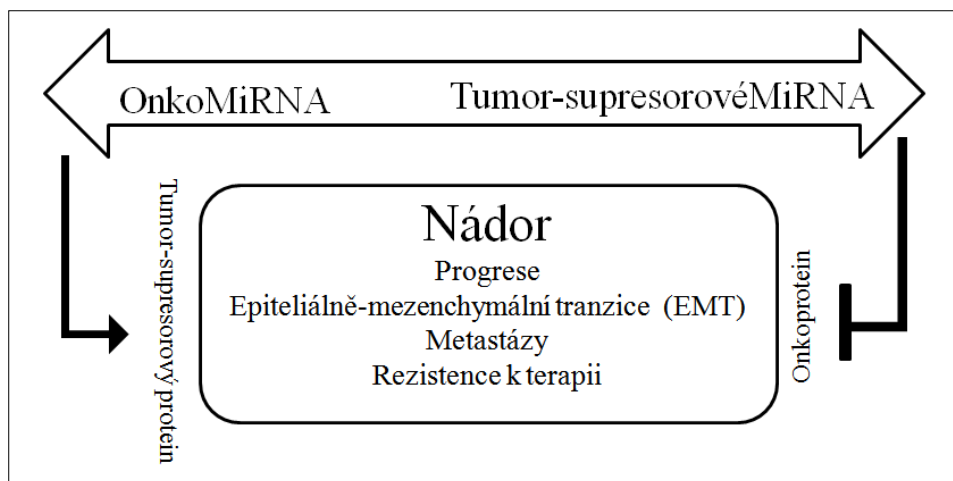 OnkoMiRNA
Tumor-supresorovéMiRNA
Tumor-supresorový protein
Nádor
Progrese
Epiteliálně-mezenchymální tranzice (EMT)
Metastázy
Rezistence k terapii
Onkoprotein